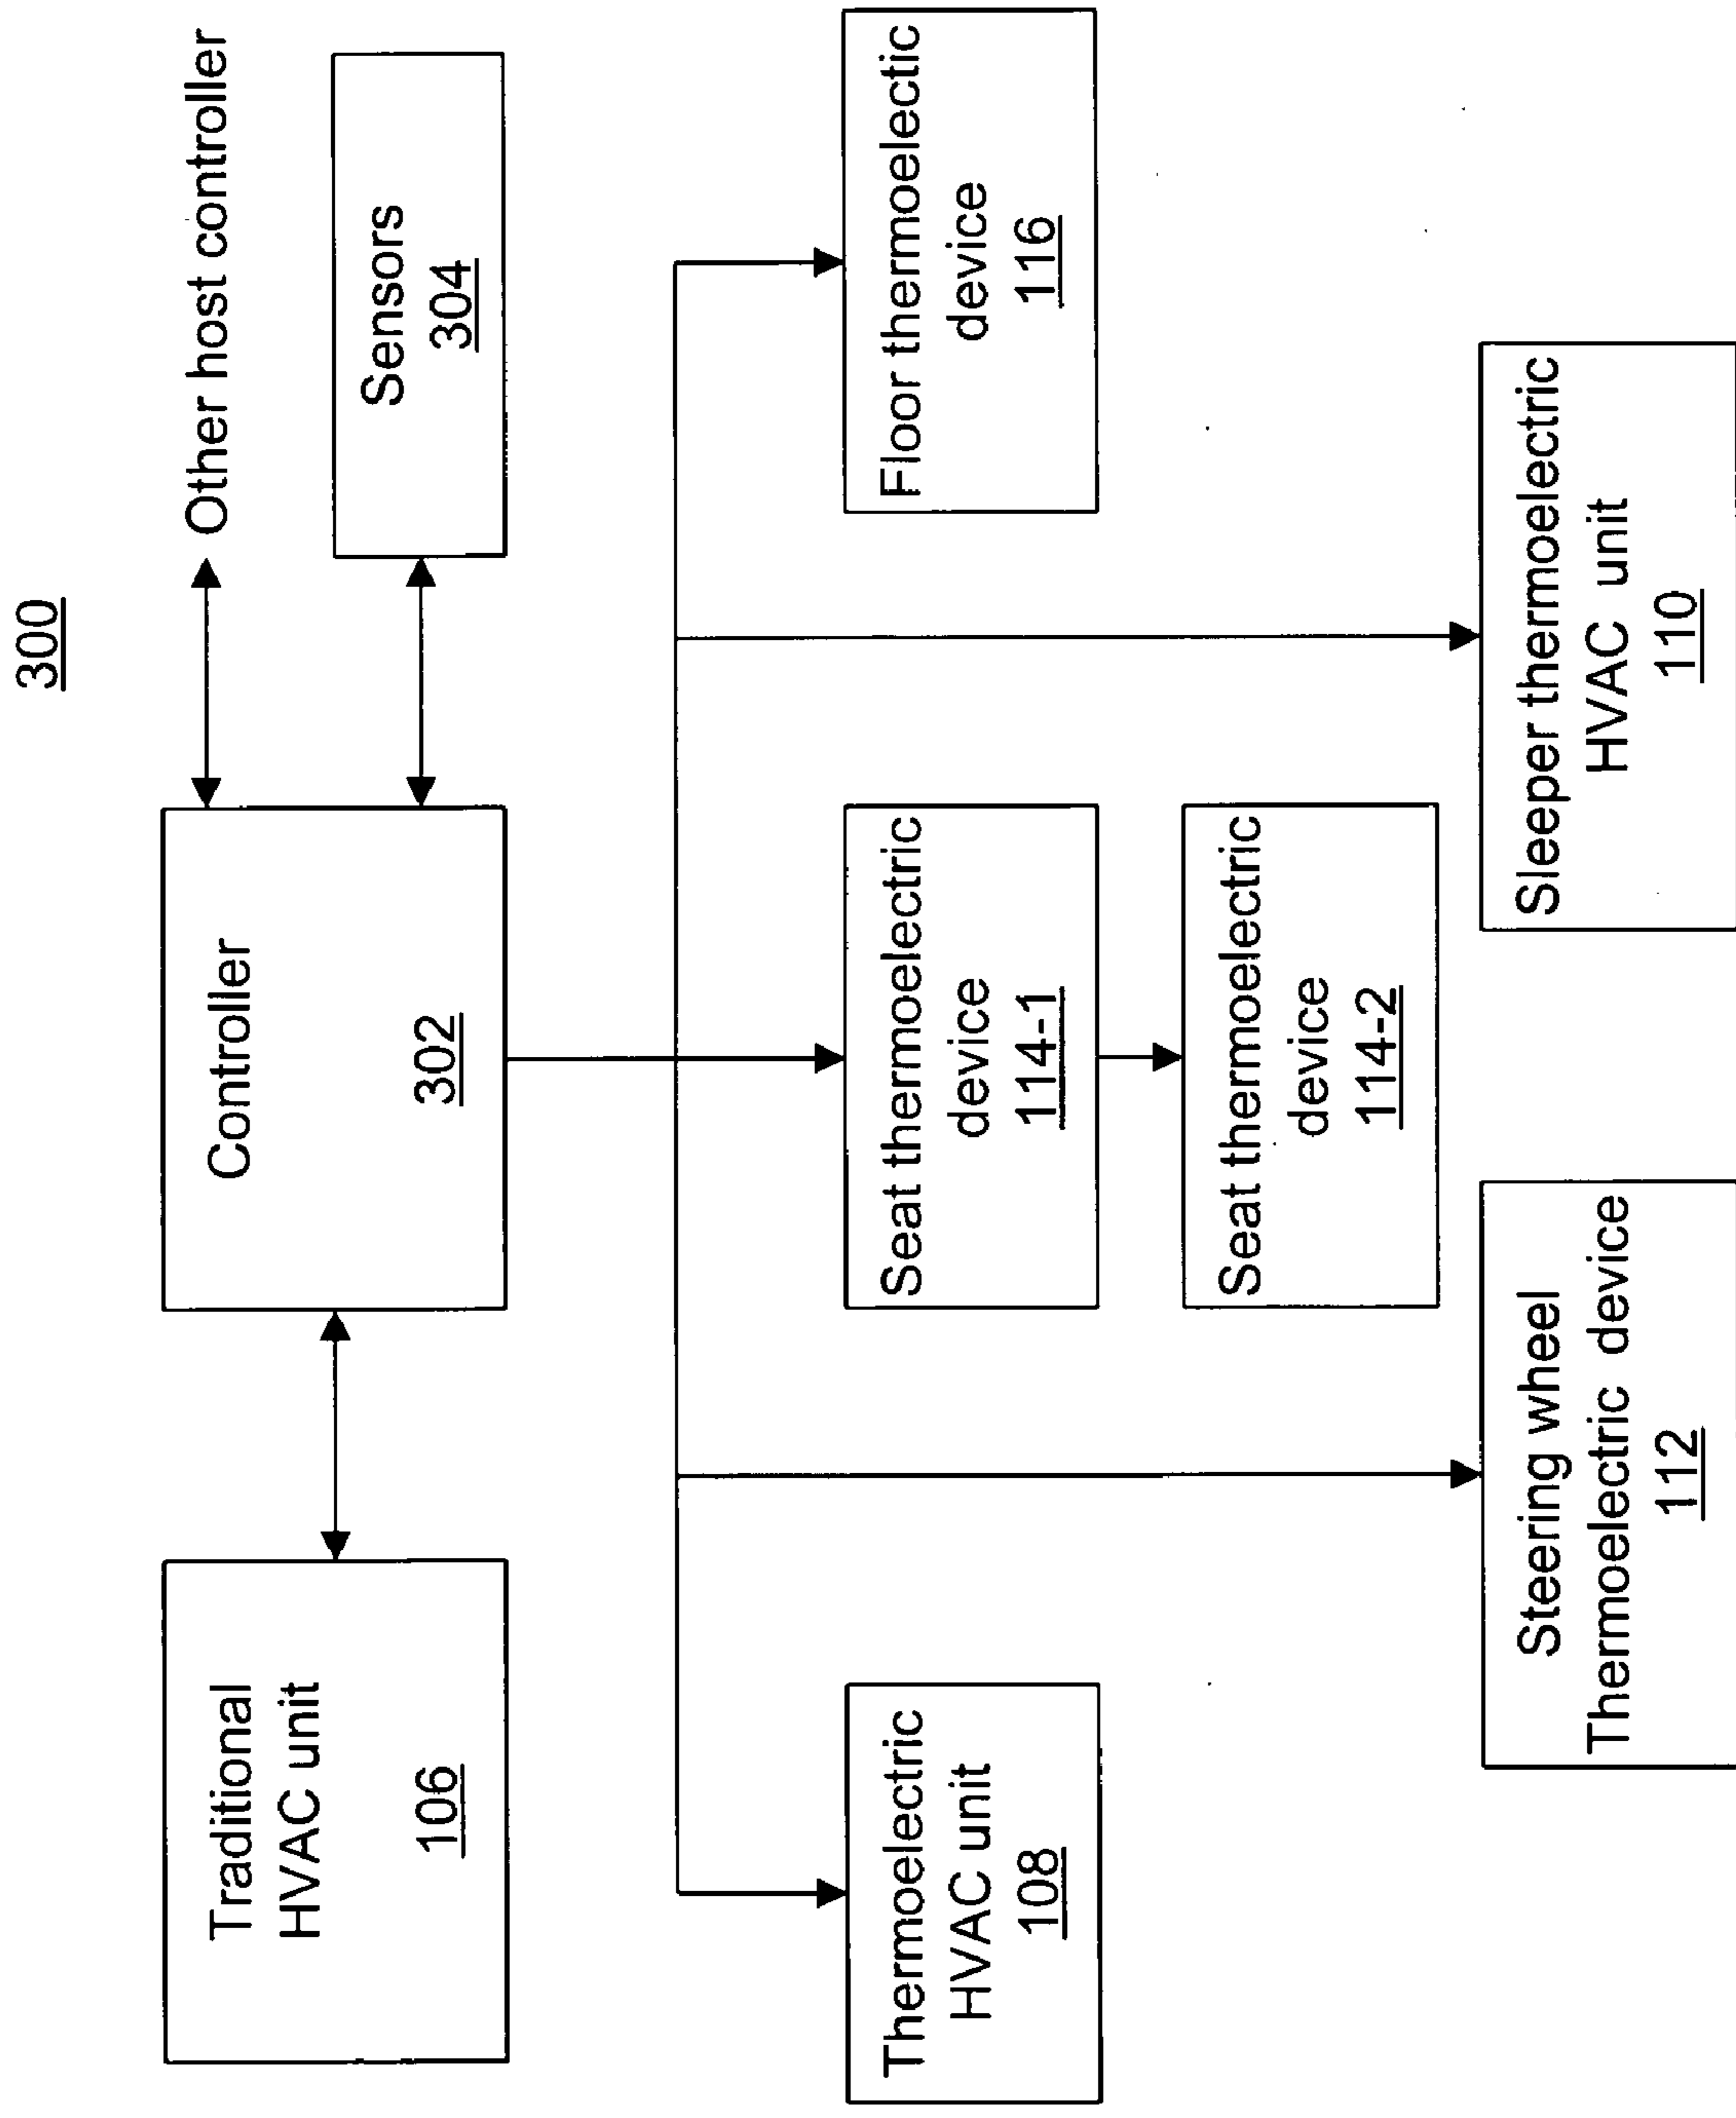 300
Other host controller
Traditional
HVAC unit
106
Controller
302
Sensors
304
Thermoelectric
HVAC unit
108
Seat thermoelectric
device
114-1
Floor thermoelectic
device
116
Seat thermoelectric
device
114-2
Steering wheel
Thermoelectric device
112
Sleeper thermoelectric
HVAC unit
110